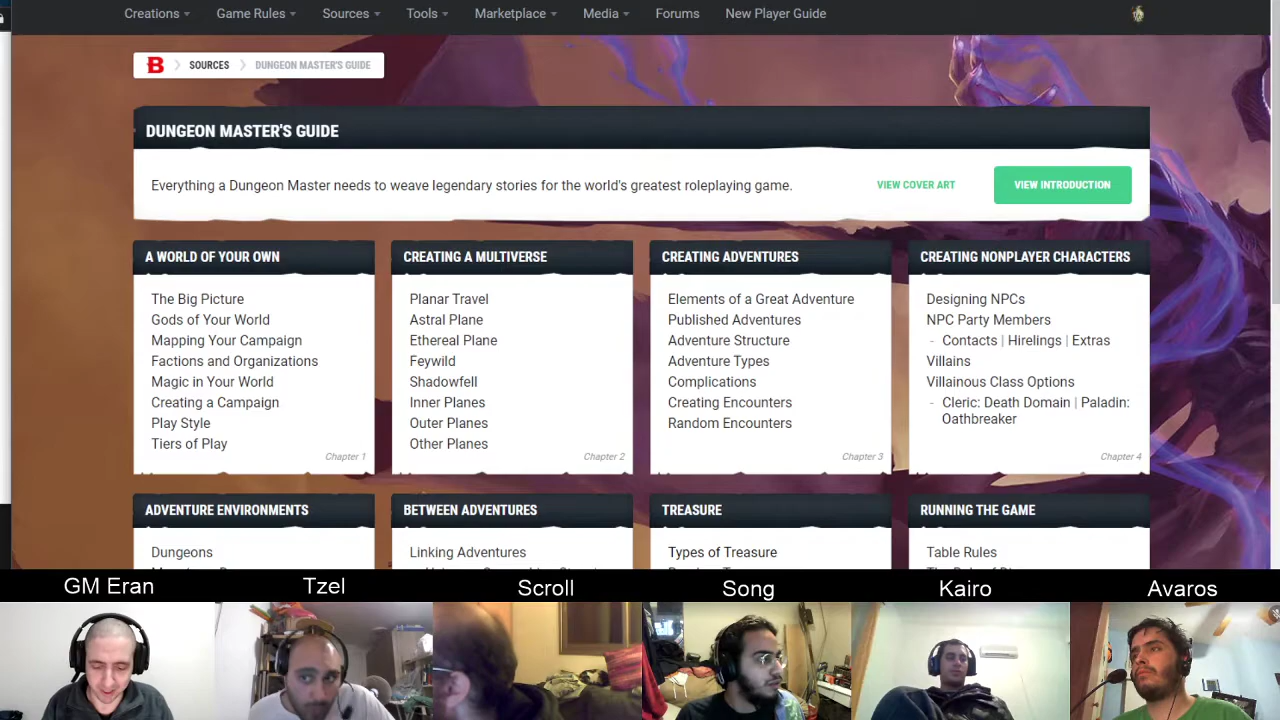 Creations Game Rules Sources Tools Marketplace Media Forums New Player Guide
B SOURCES DUNGEON MASTER'S GUIDE
DUNGEON MASTER'S GUIDE
Everything a Dungeon Master needs to weave legendary stories for the world's greatest roleplaying game.
VIEW COVER ART
VIEW INTRODUCTION
A WORLD OF YOUR OWN
The Big Picture
Gods of Your World
Mapping Your Campaign
Factions and Organizations
Magic in Your World
Creating a Campaign
Play Style
Tiers of Play
Chapter 1
CREATING A MULTIVERSE
Planar Travel
Astral Plane
Ethereal Plane
Feywild
Shadowfell
Inner Planes
Outer Planes
Other Planes
Chapter 2
CREATING ADVENTURES
Elements of a Great Adventure
Published Adventures
Adventure Structure
Adventure Types
Complications
Creating Encounters
Random Encounters
Chapter 3
CREATING NONPLAYER CHARACTERS
Designing NPCs
NPC Party Members
- Contacts | Hirelings | Extras
Villains
Villainous Class Options
- Cleric: Death Domain | Paladin:
Oathbreaker
Chapter 4
ADVENTURE ENVIRONMENTS
Dungeons
BETWEEN ADVENTURES
Linking Adventures
TREASURE
Types of Treasure
RUNNING THE GAME
Table Rules
GM Eran
Tzel
Scroll
Song
Kairo
Avaros